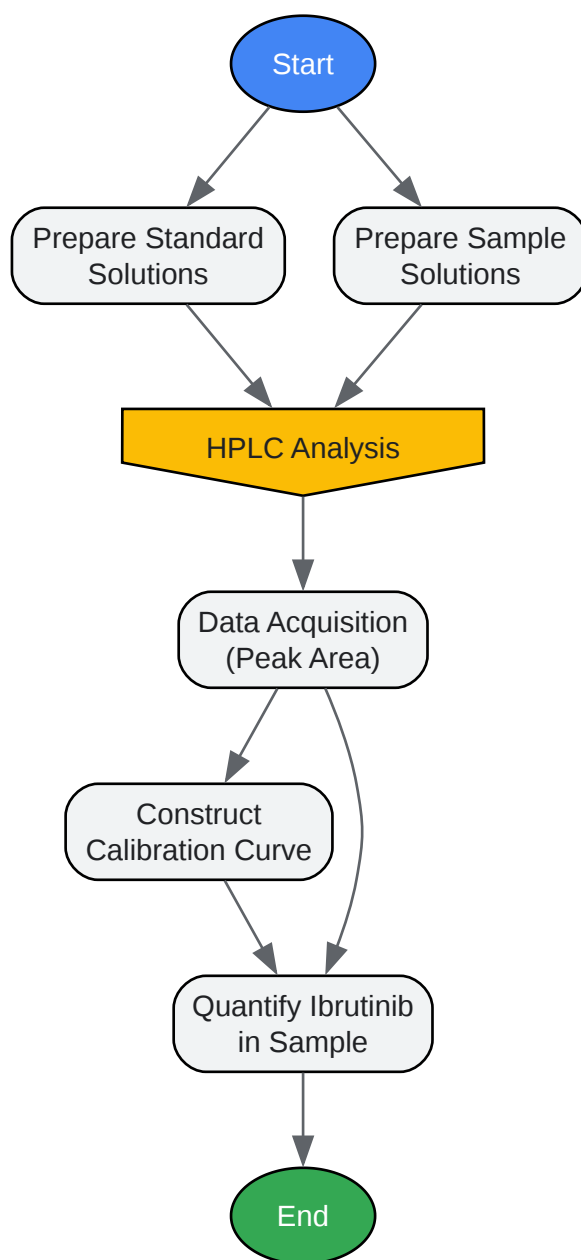 Start
Prepare Standard
Solutions
Prepare Sample
Solutions
HPLC Analysis
Data Acquisition
(Peak Area)
Construct
Calibration Curve
Quantify Ibrutinib
in Sample
End